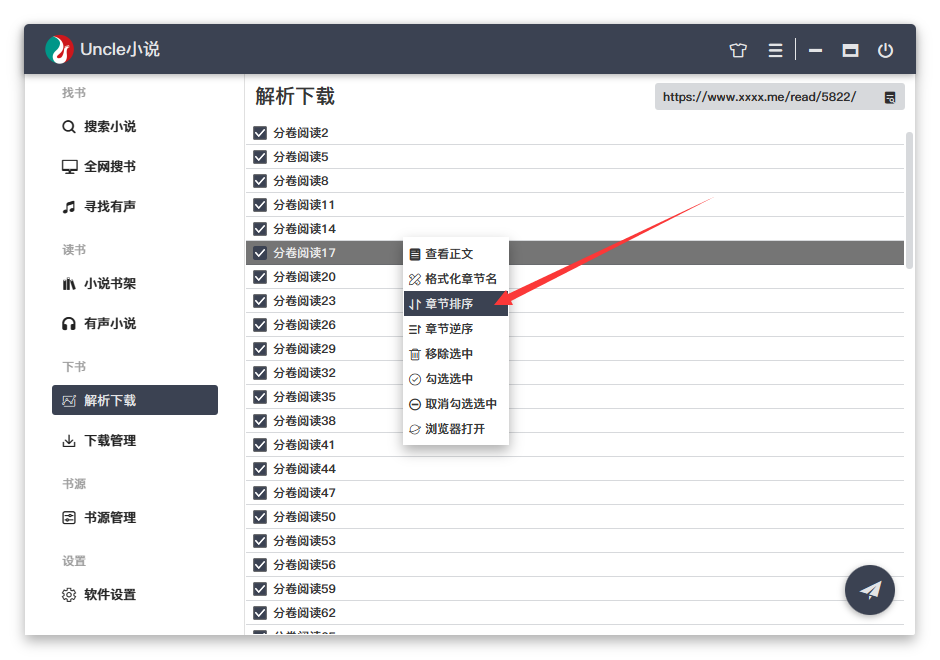 Uncle小说
找书
搜索小说
全网搜书
寻找有声
读书
小说书架
有声小说
下书
解析下载
下载管理
书源
书源管理
设置
软件设置
解析下载
https://www.xxxx.me/read/5822/
分卷阅读2
分卷阅读5
分卷阅读8
分卷阅读11
分卷阅读14
分卷阅读17
分卷阅读20
分卷阅读23
分卷阅读26
分卷阅读29
分卷阅读32
分卷阅读35
分卷阅读38
分卷阅读41
分卷阅读44
分卷阅读47
分卷阅读50
分卷阅读53
分卷阅读56
分卷阅读59
分卷阅读62
查看正文
格式化章节名
章节排序
章节逆序
移除选中
勾选选中
取消勾选选中
浏览器打开